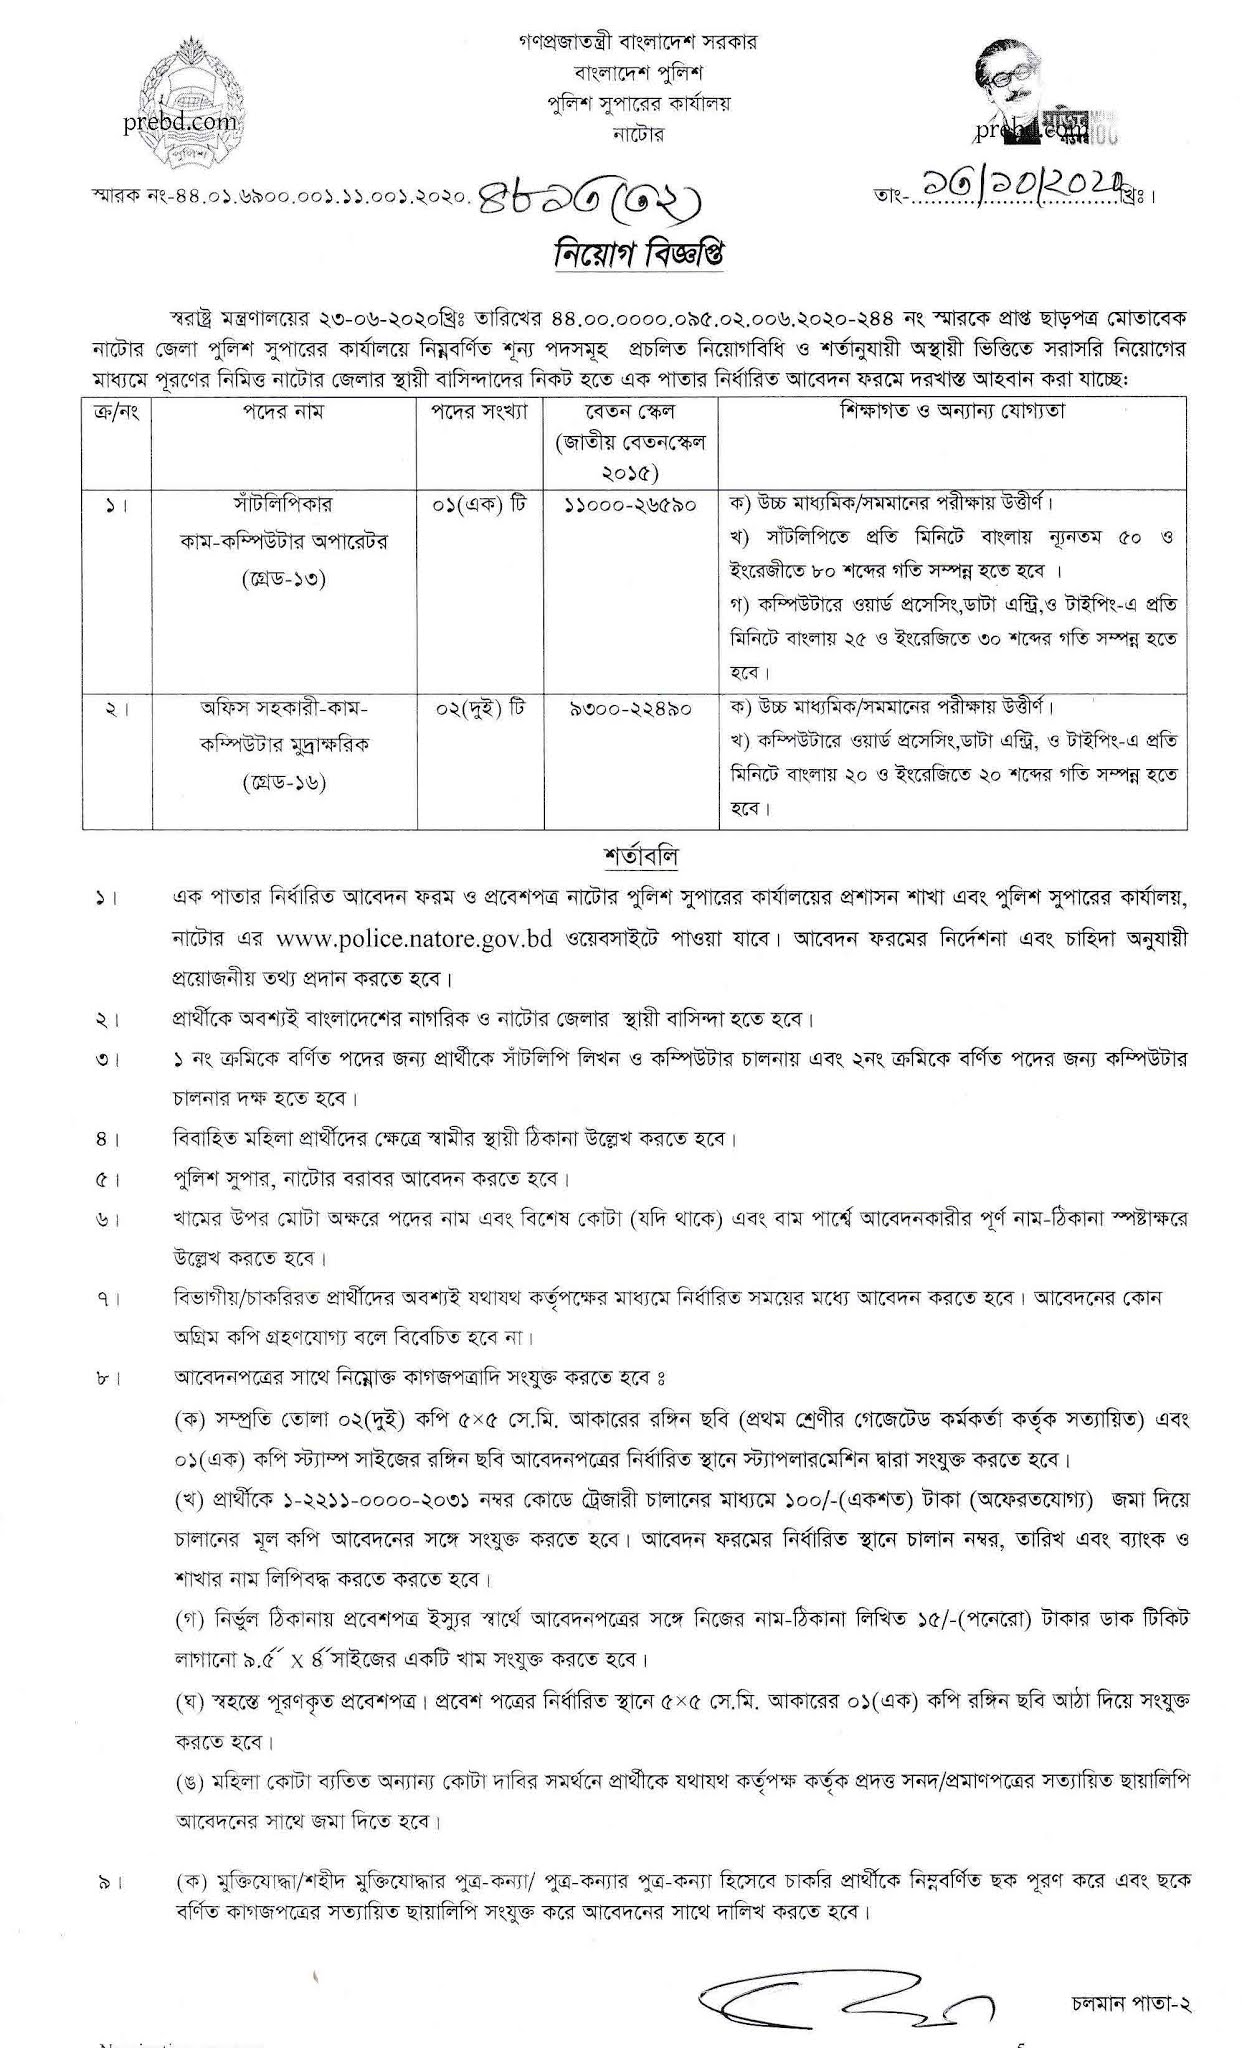 গণপ্রজাতন্ত্রী বাংলাদেশ সরকার
বাংলাদেশ পুলিশ
পুলিশ সুপারের কার্যালয়
নাটোর
prebd.com
পুলিশ
prebd.com
মুজিব
100
স্মারক নং-৪৪.০১.৬৯০০.০০১.১১.০০১.২০২০. ৪৮১৩(৩২)
তাং-১৩/১০/২০২০খ্রিঃ।
নিয়োগ বিজ্ঞপ্তি
স্বরাষ্ট্র মন্ত্রণালয়ের ২৩-০৬-২০২০খ্রিঃ তারিখের ৪৪.০০.০০০০.০৯৫.০২.০০৬.২০২০-২৪৪ নং স্মারকে প্রাপ্ত ছাড়পত্র মোতাবেক
নাটোর জেলা পুলিশ সুপারের কার্যালয়ে নিম্নবর্ণিত শূন্য পদসমূহ প্রচলিত নিয়োগবিধি ও শর্তানুযায়ী অস্থায়ী ভিত্তিতে সরাসরি নিয়োগের
মাধ্যমে পূরণের নিমিত্ত নাটোর জেলার স্থায়ী বাসিন্দাদের নিকট হতে এক পাতার নির্ধারিত আবেদন ফরমে দরখাস্ত আহবান করা যাচ্ছে:
ক্র/নং পদের নাম পদের সংখ্যা বেতন স্কেল শিক্ষাগত ও অন্যান্য যোগ্যতা
(জাতীয় বেতনস্কেল
২০১৫)
১। সাঁটলিপিকার ০১(এক) টি ১১০০০-২৬৫৯০ ক) উচ্চ মাধ্যমিক/সমমানের পরীক্ষায় উত্তীর্ণ।
কাম-কম্পিউটার অপারেটর খ) সাঁটলিপিতে প্রতি মিনিটে বাংলায় ন্যূনতম ৫০ ও
(গ্রেড-১৩) ইংরেজীতে ৮০ শব্দের গতি সম্পন্ন হতে হবে ।
গ) কম্পিউটারে ওয়ার্ড প্রসেসিং,ডাটা এন্ট্রি,ও টাইপিং-এ প্রতি
মিনিটে বাংলায় ২৫ ও ইংরেজিতে ৩০ শব্দের গতি সম্পন্ন হতে
হবে।
২। অফিস সহকারী-কাম- ০২(দুই) টি ৯৩০০-২২৪৯০ ক) উচ্চ মাধ্যমিক/সমমানের পরীক্ষায় উত্তীর্ণ।
কম্পিউটার মুদ্রাক্ষরিক খ) কম্পিউটারে ওয়ার্ড প্রসেসিং,ডাটা এন্ট্রি, ও টাইপিং-এ প্রতি
(গ্রেড-১৬) মিনিটে বাংলায় ২০ ও ইংরেজিতে ২০ শব্দের গতি সম্পন্ন হতে
হবে।
শর্তাবলি
১। এক পাতার নির্ধারিত আবেদন ফরম ও প্রবেশপত্র নাটোর পুলিশ সুপারের কার্যালয়ের প্রশাসন শাখা এবং পুলিশ সুপারের কার্যালয়,
নাটোর এর www.police.natore.gov.bd ওয়েবসাইটে পাওয়া যাবে। আবেদন ফরমের নির্দেশনা এবং চাহিদা অনুযায়ী
প্রয়োজনীয় তথ্য প্রদান করতে হবে।
২। প্রার্থীকে অবশ্যই বাংলাদেশের নাগরিক ও নাটোর জেলার স্থায়ী বাসিন্দা হতে হবে।
৩। ১ নং ক্রমিকে বর্ণিত পদের জন্য প্রার্থীকে সাঁটলিপি লিখন ও কম্পিউটার চালনায় এবং ২নং ক্রমিকে বর্ণিত পদের জন্য কম্পিউটার
চালনার দক্ষ হতে হবে।
৪। বিবাহিত মহিলা প্রার্থীদের ক্ষেত্রে স্বামীর স্থায়ী ঠিকানা উল্লেখ করতে হবে।
৫। পুলিশ সুপার, নাটোর বরাবর আবেদন করতে হবে।
৬। খামের উপর মোটা অক্ষরে পদের নাম এবং বিশেষ কোটা (যদি থাকে) এবং বাম পার্শ্বে আবেদনকারীর পূর্ণ নাম-ঠিকানা স্পষ্টাক্ষরে
উল্লেখ করতে হবে।
৭। বিভাগীয়/চাকরিরত প্রার্থীদের অবশ্যই যথাযথ কর্তৃপক্ষের মাধ্যমে নির্ধারিত সময়ের মধ্যে আবেদন করতে হবে। আবেদনের কোন
অগ্রিম কপি গ্রহণযোগ্য বলে বিবেচিত হবে না।
৮। আবেদনপত্রের সাথে নিম্নোক্ত কাগজপত্রাদি সংযুক্ত করতে হবে ঃ
(ক) সম্প্রতি তোলা ০২(দুই) কপি ৫×৫ সে.মি. আকারের রঙ্গিন ছবি (প্রথম শ্রেণীর গেজেটেড কর্মকর্তা কর্তৃক সত্যায়িত) এবং
০১(এক) কপি স্ট্যাম্প সাইজের রঙ্গিন ছবি আবেদনপত্রের নির্ধারিত স্থানে স্ট্যাপলারমেশিন দ্বারা সংযুক্ত করতে হবে।
(খ) প্রার্থীকে ১-২২১১-০০০০-২০৩১ নম্বর কোডে ট্রেজারী চালানের মাধ্যমে ১০০/-(একশত) টাকা (অফেরতযোগ্য) জমা দিয়ে
চালানের মূল কপি আবেদনের সঙ্গে সংযুক্ত করতে হবে। আবেদন ফরমের নির্ধারিত স্থানে চালান নম্বর, তারিখ এবং ব্যাংক ও
শাখার নাম লিপিবদ্ধ করতে করতে হবে।
(গ) নির্ভুল ঠিকানায় প্রবেশপত্র ইস্যুর স্বার্থে আবেদনপত্রের সঙ্গে নিজের নাম-ঠিকানা লিখিত ১৫/-(পনেরো) টাকার ডাক টিকিট
লাগানো ৯.৫˝ X ৪˝ সাইজের একটি খাম সংযুক্ত করতে হবে।
(ঘ) স্বহস্তে পূরণকৃত প্রবেশপত্র। প্রবেশ পত্রের নির্ধারিত স্থানে ৫×৫ সে.মি. আকারের ০১(এক) কপি রঙ্গিন ছবি আঠা দিয়ে সংযুক্ত
করতে হবে।
(ঙ) মহিলা কোটা ব্যতিত অন্যান্য কোটা দাবির সমর্থনে প্রার্থীকে যথাযথ কর্তৃপক্ষ কর্তৃক প্রদত্ত সনদ/প্রমাণপত্রের সত্যায়িত ছায়ালিপি
আবেদনের সাথে জমা দিতে হবে।
৯। (ক) মুক্তিযোদ্ধা/শহীদ মুক্তিযোদ্ধার পুত্র-কন্যা/ পুত্র-কন্যার পুত্র-কন্যা হিসেবে চাকরি প্রার্থীকে নিম্নবর্ণিত ছক পূরণ করে এবং ছকে
বর্ণিত কাগজপত্রের সত্যায়িত ছায়ালিপি সংযুক্ত করে আবেদনের সাথে দালিখ করতে হবে।
চলমান পাতা-২